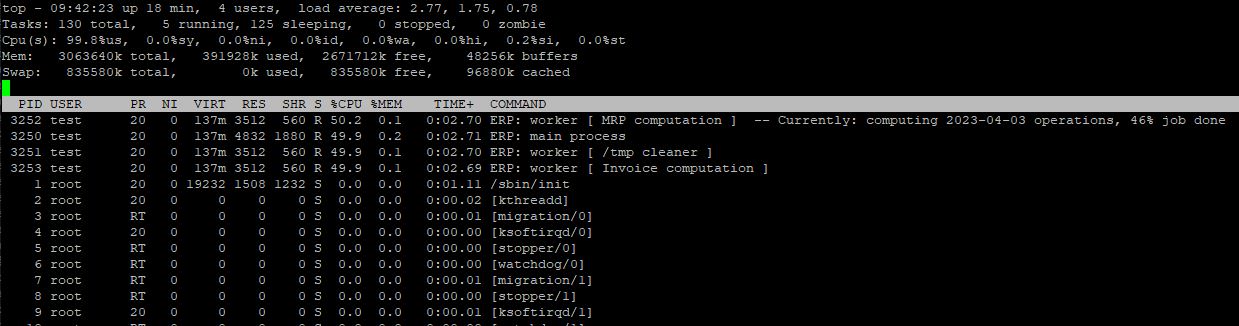 top - 09:42:23 up 18 min,  4 users,  load average: 2.77, 1.75, 0.78
Tasks: 130 total,   5 running, 125 sleeping,   0 stopped,   0 zombie
Cpu(s): 99.8%us,  0.0%sy,  0.0%ni,  0.0%id,  0.0%wa,  0.0%hi,  0.2%si,  0.0%st
Mem:   3063640k total,   391928k used,  2671712k free,    48256k buffers
Swap:   835580k total,        0k used,   835580k free,    96880k cached
PID USER      PR  NI  VIRT  RES  SHR S %CPU %MEM    TIME+  COMMAND
3252 test      20   0  137m 3512  560 R 50.2  0.1   0:02.70 ERP: worker [ MRP computation ]  -- Currently: computing 2023-04-03 operations, 46% job done
3250 test      20   0  137m 4832 1880 R 49.9  0.2   0:02.71 ERP: main process
3251 test      20   0  137m 3512  560 R 49.9  0.1   0:02.70 ERP: worker [ /tmp cleaner ]
3253 test      20   0  137m 3512  560 R 49.9  0.1   0:02.69 ERP: worker [ Invoice computation ]
1 root      20   0 19232 1508 1232 S  0.0  0.0   0:01.11 /sbin/init
2 root      20   0     0    0    0 S  0.0  0.0   0:00.02 [kthreadd]
3 root      RT   0     0    0    0 S  0.0  0.0   0:00.01 [migration/0]
4 root      20   0     0    0    0 S  0.0  0.0   0:00.00 [ksoftirqd/0]
5 root      RT   0     0    0    0 S  0.0  0.0   0:00.00 [stopper/0]
6 root      RT   0     0    0    0 S  0.0  0.0   0:00.00 [watchdog/0]
7 root      RT   0     0    0    0 S  0.0  0.0   0:00.01 [migration/1]
8 root      RT   0     0    0    0 S  0.0  0.0   0:00.00 [stopper/1]
9 root      20   0     0    0    0 S  0.0  0.0   0:00.01 [ksoftirqd/1]